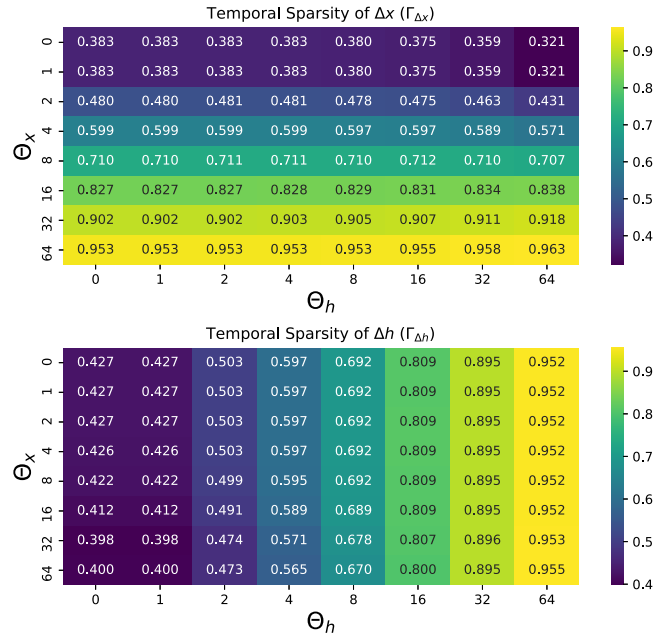 Temporal Sparsity of Δx (Γ_Δx)
0 0.383 0.383 0.383 0.383 0.380 0.375 0.359 0.321
1 0.383 0.383 0.383 0.383 0.380 0.375 0.359 0.321
2 0.480 0.480 0.481 0.481 0.478 0.475 0.463 0.431
4 0.599 0.599 0.599 0.599 0.599 0.597 0.589 0.571
8 0.710 0.710 0.711 0.711 0.710 0.712 0.710 0.707
16 0.827 0.827 0.827 0.828 0.829 0.831 0.834 0.838
32 0.902 0.902 0.902 0.903 0.905 0.907 0.911 0.918
64 0.953 0.953 0.953 0.953 0.953 0.955 0.958 0.963
Θ_x
0 1 2 4 8 16 32 64
Θ_h
0.9
0.8
0.7
0.6
0.5
0.4
Temporal Sparsity of Δh (Γ_Δh)
0 0.427 0.427 0.503 0.597 0.692 0.809 0.895 0.952
1 0.427 0.427 0.503 0.597 0.692 0.809 0.895 0.952
2 0.427 0.427 0.503 0.597 0.692 0.809 0.895 0.952
4 0.426 0.426 0.503 0.597 0.692 0.809 0.895 0.952
8 0.422 0.422 0.499 0.595 0.692 0.809 0.895 0.952
16 0.412 0.412 0.491 0.589 0.689 0.809 0.895 0.952
32 0.398 0.398 0.474 0.571 0.678 0.807 0.896 0.953
64 0.400 0.400 0.473 0.565 0.670 0.800 0.895 0.955
Θ_x
0 1 2 4 8 16 32 64
Θ_h
0.9
0.8
0.7
0.6
0.5
0.4